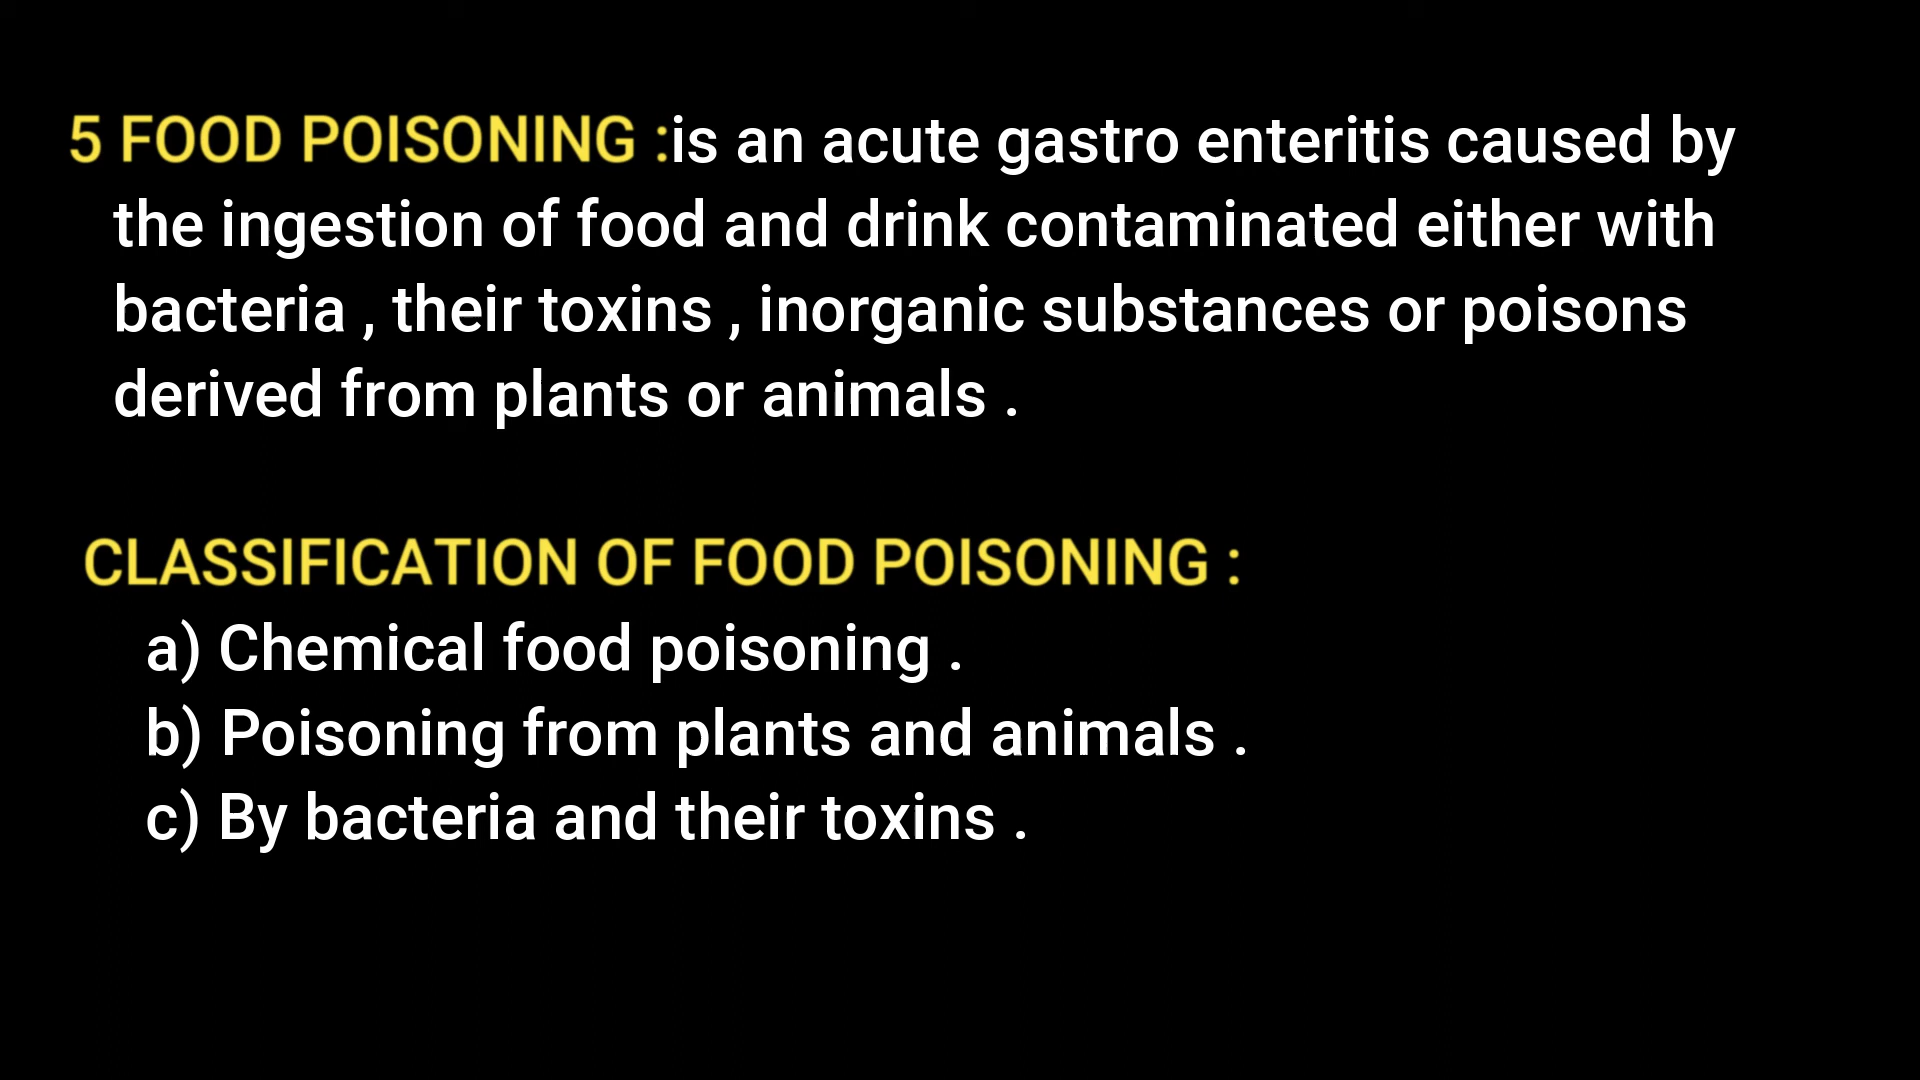 5 FOOD POISONING :is an acute gastro enteritis caused by
the ingestion of food and drink contaminated either with
bacteria , their toxins , inorganic substances or poisons
derived from plants or animals .
CLASSIFICATION OF FOOD POISONING :
a) Chemical food poisoning .
b) Poisoning from plants and animals .
c) By bacteria and their toxins .